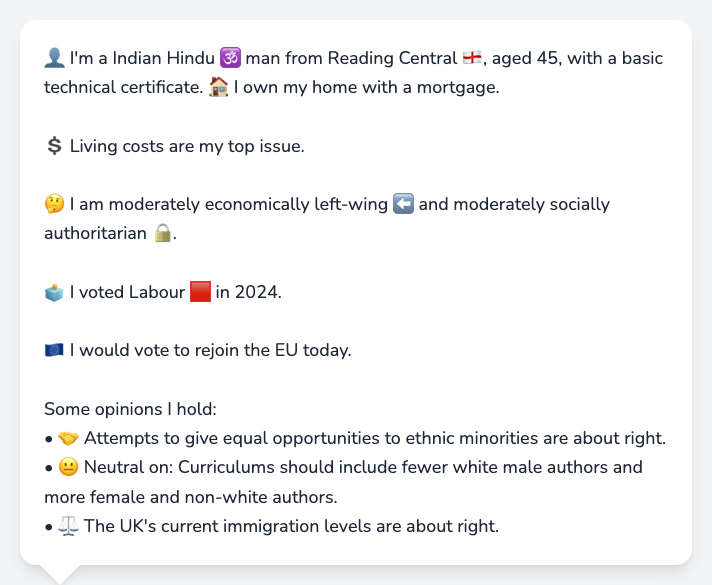 👤 I'm a Indian Hindu 🕉️ man from Reading Central 🏴󠁧󠁢󠁥󠁮󠁧󠁿, aged 45, with a basic
technical certificate. 🏠 I own my home with a mortgage.
💲 Living costs are my top issue.
🤔 I am moderately economically left-wing ⬅️ and moderately socially
authoritarian 🔒.
🗳️ I voted Labour 🟥 in 2024.
🇪🇺 I would vote to rejoin the EU today.
Some opinions I hold:
• 🤝 Attempts to give equal opportunities to ethnic minorities are about right.
• 😐 Neutral on: Curriculums should include fewer white male authors and
more female and non-white authors.
• ⚖️ The UK's current immigration levels are about right.